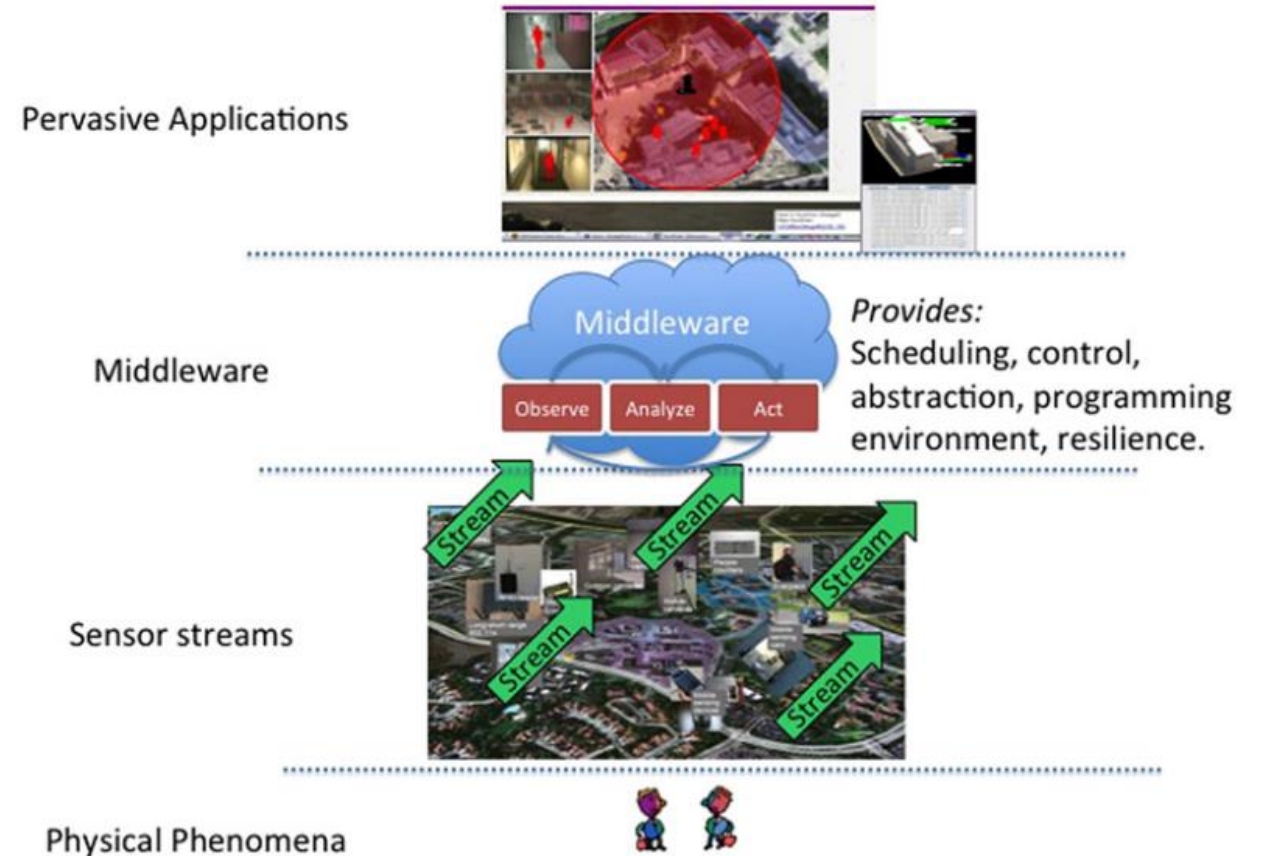 Pervasive Applications
Middleware
Middleware
Observe
Analyze
Act
Provides:
Scheduling, control,
abstraction, programming
environment, resilience.
Sensor streams
Stream
Stream
Stream
Stream
Stream
Physical Phenomena